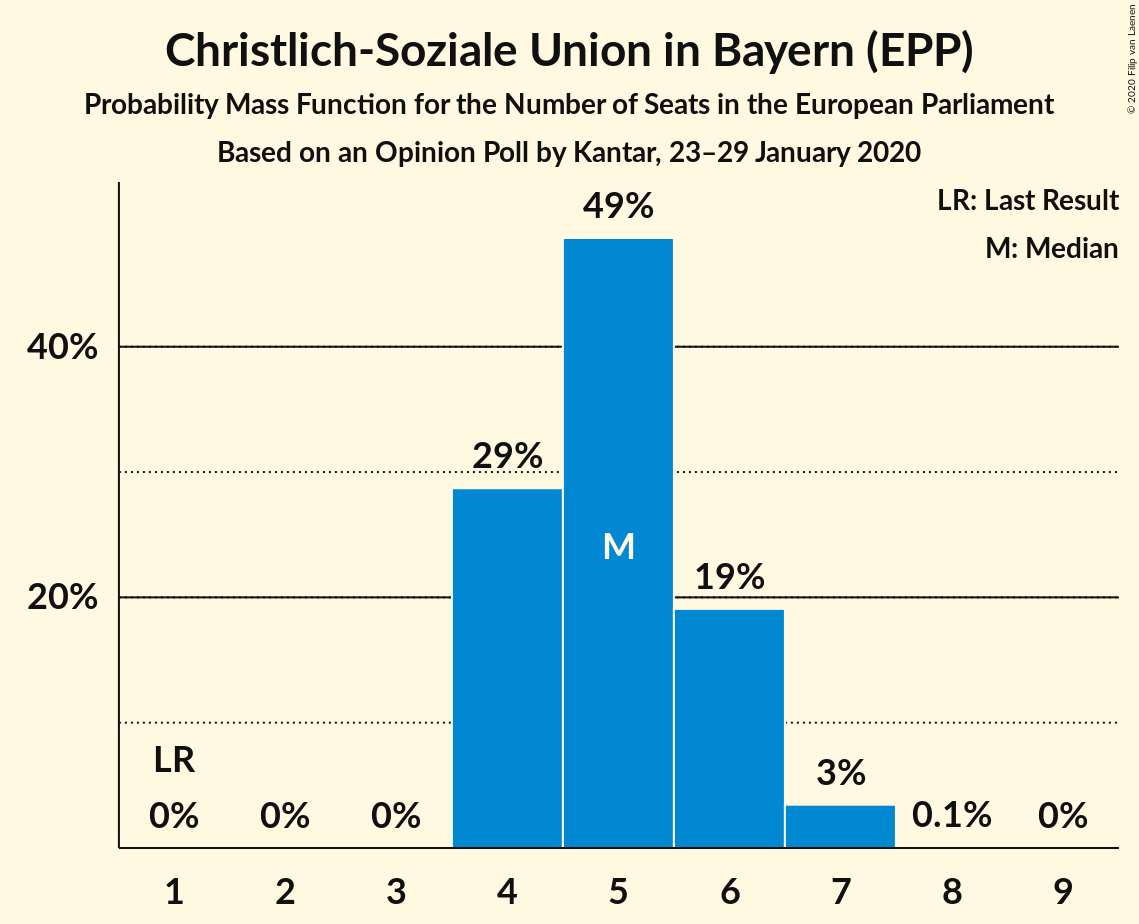 Christlich-Soziale Union in Bayern (EPP)
Probability Mass Function for the Number of Seats in the European Parliament
Based on an Opinion Poll by Kantar, 23–29 January 2020
© 2020 Filip van Laenen
LR: Last Result
M: Median
49%
40%
29%
M
20%
19%
LR
3%
0% 0% 0% 0.1% 0%
1 2 3 4 5 6 7 8 9